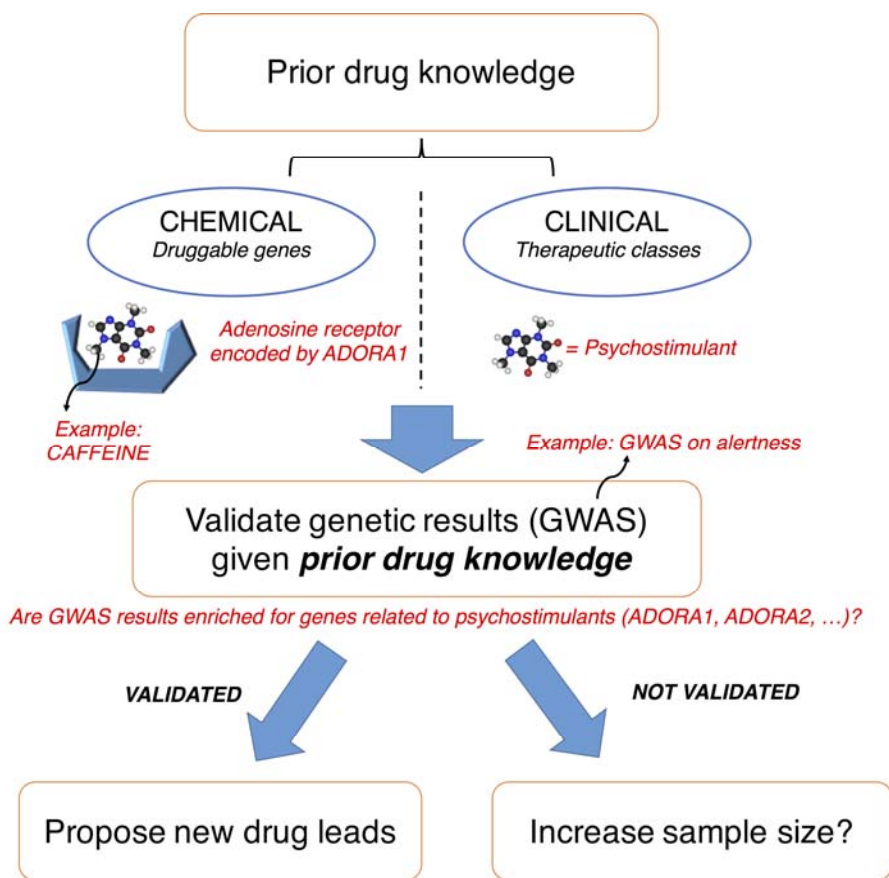 Prior drug knowledge
CHEMICAL
Druggable genes
CLINICAL
Therapeutic classes
Adenosine receptor
encoded by ADORA1
= Psychostimulant
Example:
CAFFEINE
Example: GWAS on alertness
Validate genetic results (GWAS)
given prior drug knowledge
Are GWAS results enriched for genes related to psychostimulants (ADORA1, ADORA2, …)?
VALIDATED
NOT VALIDATED
Propose new drug leads
Increase sample size?